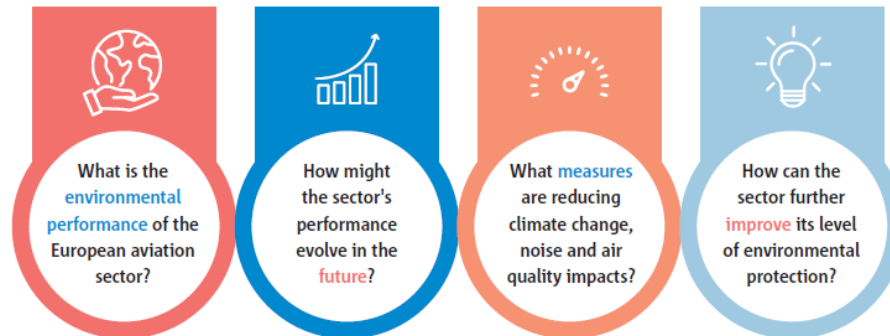 What is the
environmental
performance of the
European aviation
sector?
How might
the sector's
performance
evolve in the
future?
What measures
are reducing
climate change,
noise and air
quality impacts?
How can the
sector further
improve its level
of environmental
protection?